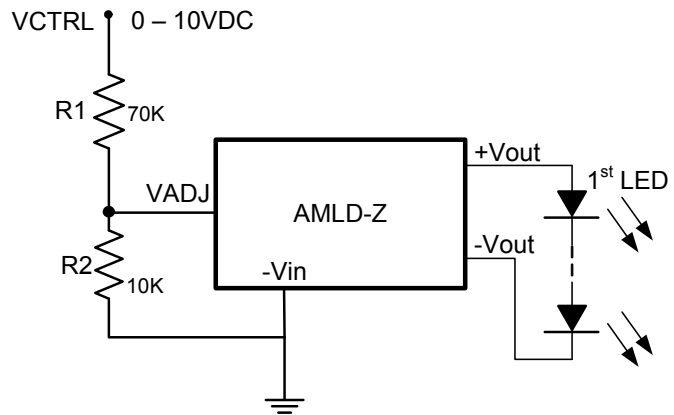 VCTRL 0 – 10VDC
R1 70K
VADJ
R2 10K
AMLD-Z
-Vin
+Vout
1st LED
-Vout